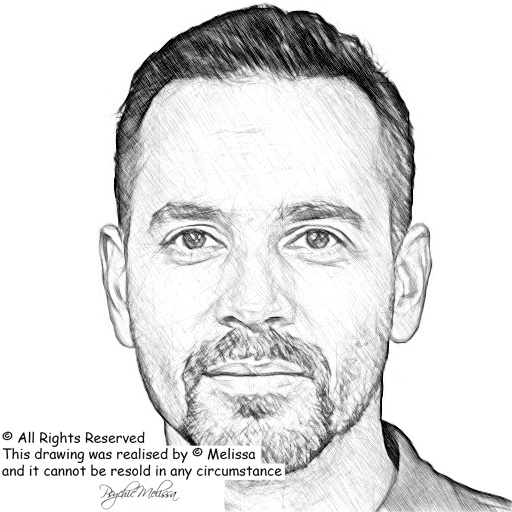 © All Rights Reserved
This drawing was realised by © Melissa
and it cannot be resold in any circumstance
Psychic Melissa